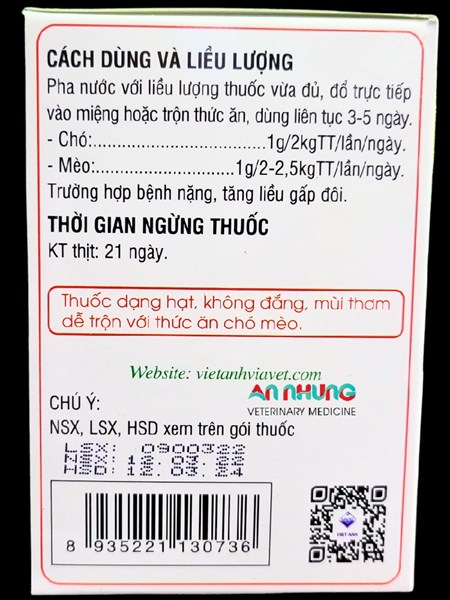 CÁCH DÙNG VÀ LIỀU LƯỢNG
Pha nước với liều lượng thuốc vừa đủ, đổ trực tiếp
vào miệng hoặc trộn thức ăn, dùng liên tục 3-5 ngày.
- Chó:..............................1g/2kgTT/lần/ngày.
- Mèo:.........................1g/2-2,5kgTT/lần/ngày.
Trường hợp bệnh nặng, tăng liều gấp đôi.
THỜI GIAN NGỪNG THUỐC
KT thịt: 21 ngày.
Thuốc dạng hạt, không đắng, mùi thơm
dễ trộn với thức ăn chó mèo.
Website: vietanhviavet.com
AN NHUNG
VETERINARY MEDICINE
CHÚ Ý:
NSX, LSX, HSD xem trên gói thuốc
LSX: 0900322
NSX: 12 03 22
HSD: 12 03 24
8 935221 130736
VIET ANH